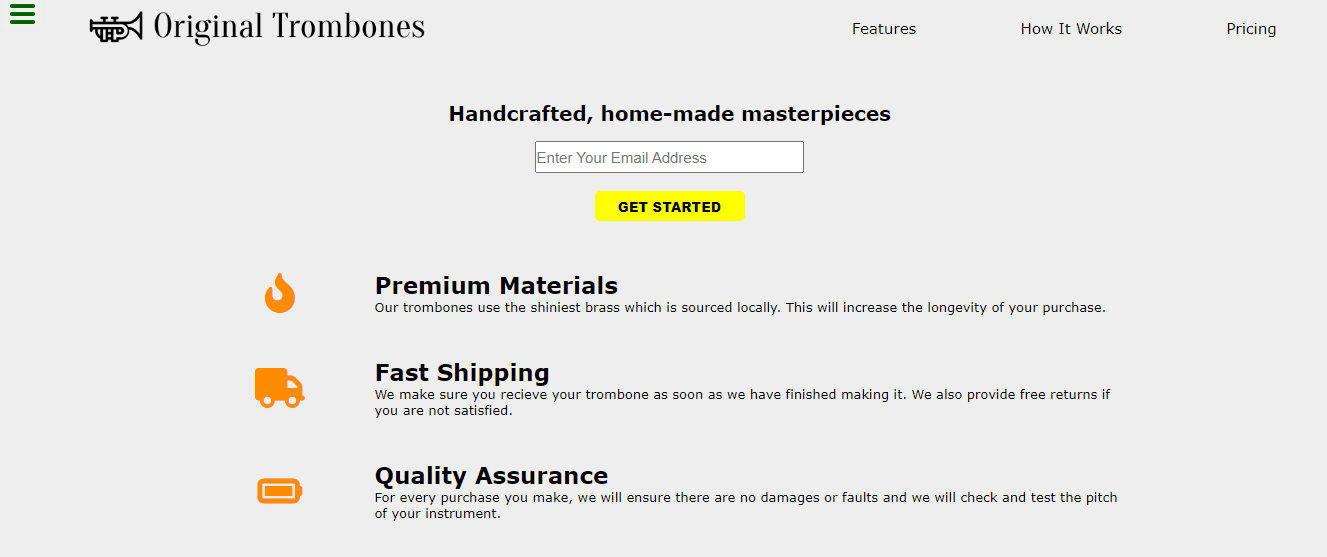 Original Trombones
Features
How It Works
Pricing
Handcrafted, home-made masterpieces
Enter Your Email Address
GET STARTED
Premium Materials
Our trombones use the shiniest brass which is sourced locally. This will increase the longevity of your purchase.
Fast Shipping
We make sure you recieve your trombone as soon as we have finished making it. We also provide free returns if
you are not satisfied.
Quality Assurance
For every purchase you make, we will ensure there are no damages or faults and we will check and test the pitch
of your instrument.